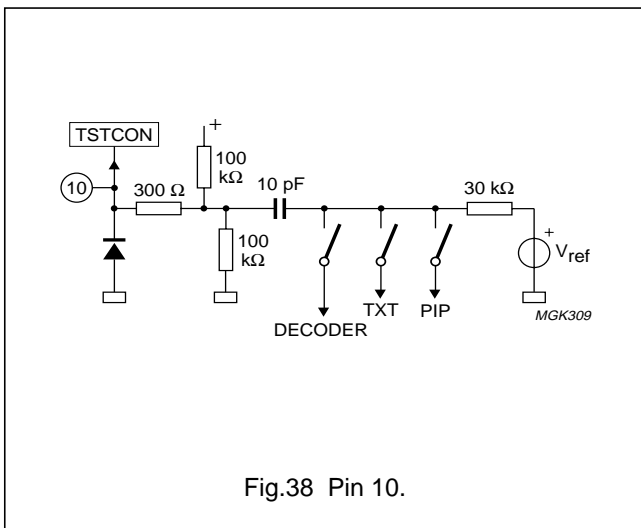 TSTCON
+
100
kΩ
10
300 Ω
10 pF
30 kΩ
100
kΩ
+
Vref
DECODER
TXT
PIP
MGK309
Fig.38 Pin 10.